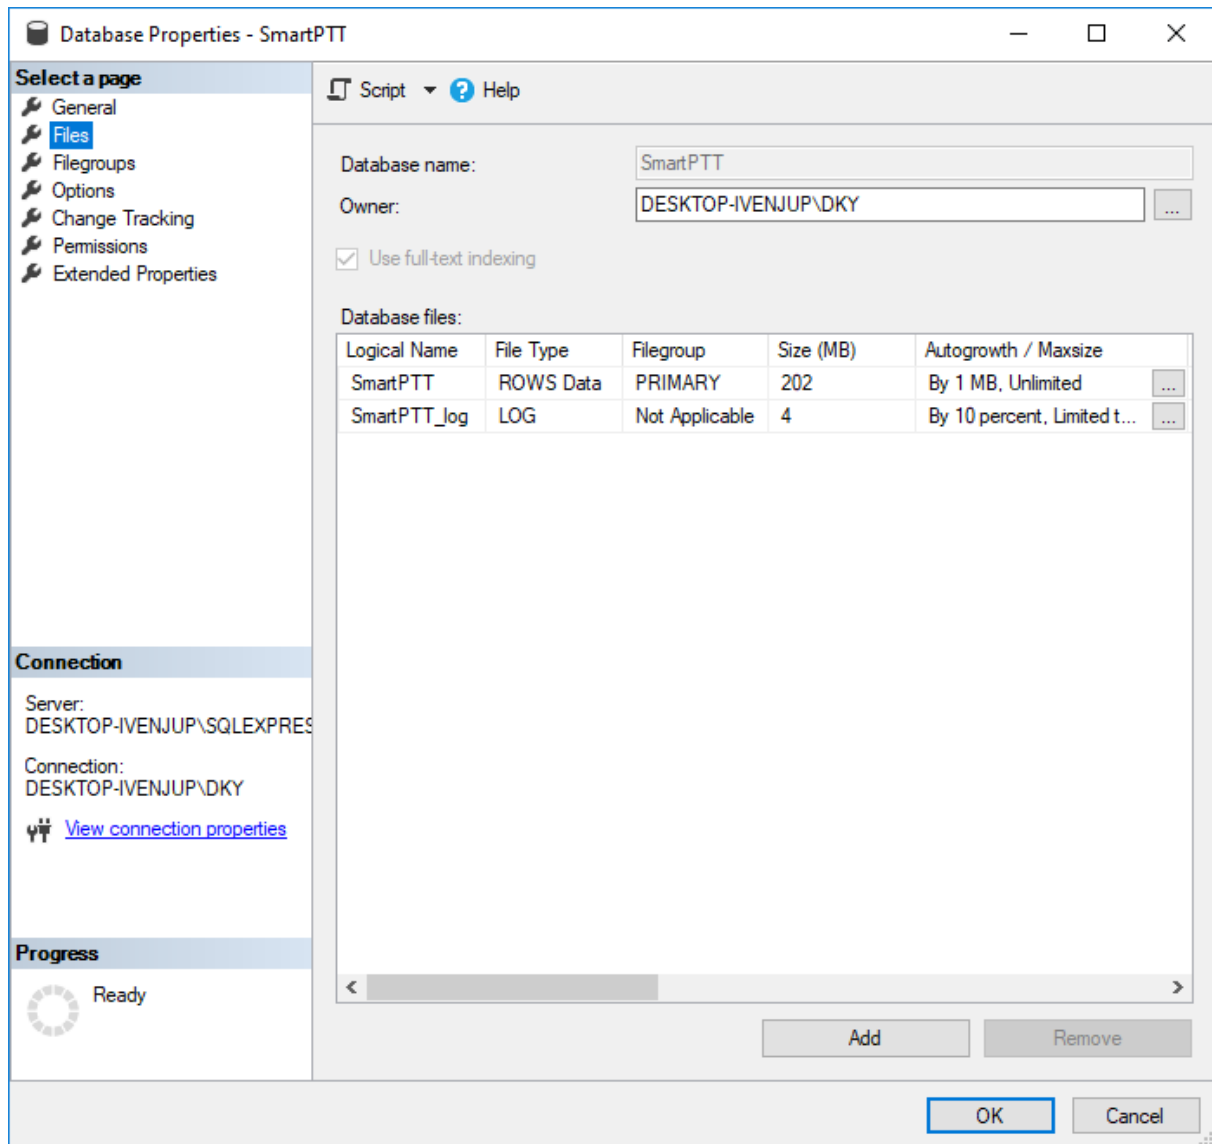 Database Properties - SmartPTT
Select a page
General
Files
Filegroups
Options
Change Tracking
Permissions
Extended Properties
Connection
Server:
DESKTOP-IVENJUP\SQLEXPRES
Connection:
DESKTOP-IVENJUP\DKY
View connection properties
Progress
Ready
Script Help
Database name: SmartPTT
Owner: DESKTOP-IVENJUP\DKY ...
Use full-text indexing
Database files:
Logical Name File Type Filegroup Size (MB) Autogrowth / Maxsize
SmartPTT ROWS Data PRIMARY 202 By 1 MB, Unlimited ...
SmartPTT_log LOG Not Applicable 4 By 10 percent, Limited t... ...
Add Remove
OK Cancel